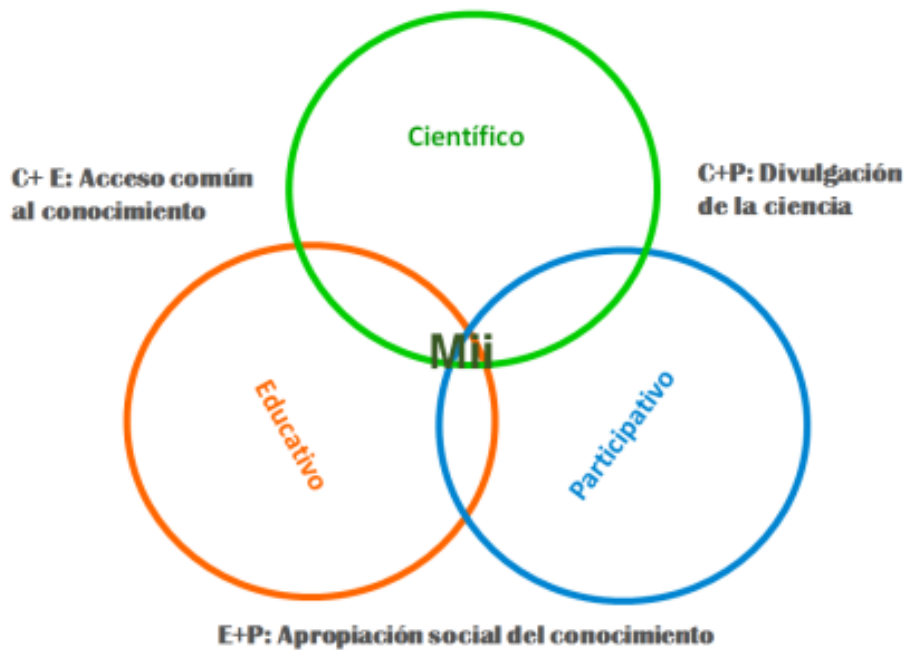 Científico
C+ E: Acceso común
al conocimiento
C+P: Divulgación
de la ciencia
Mii
Educativo
Participativo
E+P: Apropiación social del conocimiento